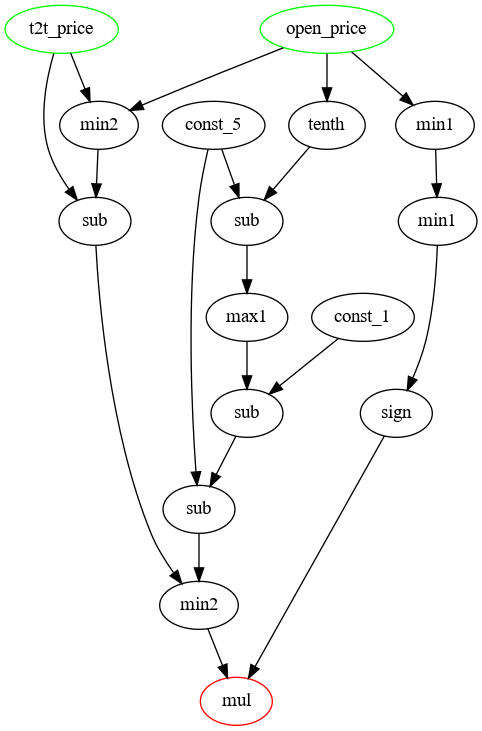 t2t_price
open_price
min2
const_5
tenth
min1
sub
sub
min1
max1
const_1
sub
sign
sub
min2
mul